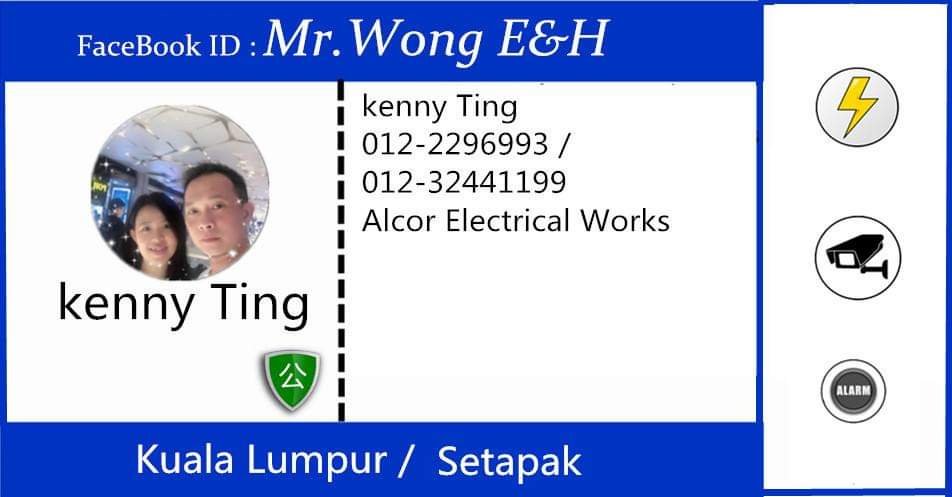 FaceBook ID : Mr.Wong E&H
kenny Ting
012-2296993 /
012-32441199
Alcor Electrical Works
kenny Ting
公
ALARM
Kuala Lumpur / Setapak